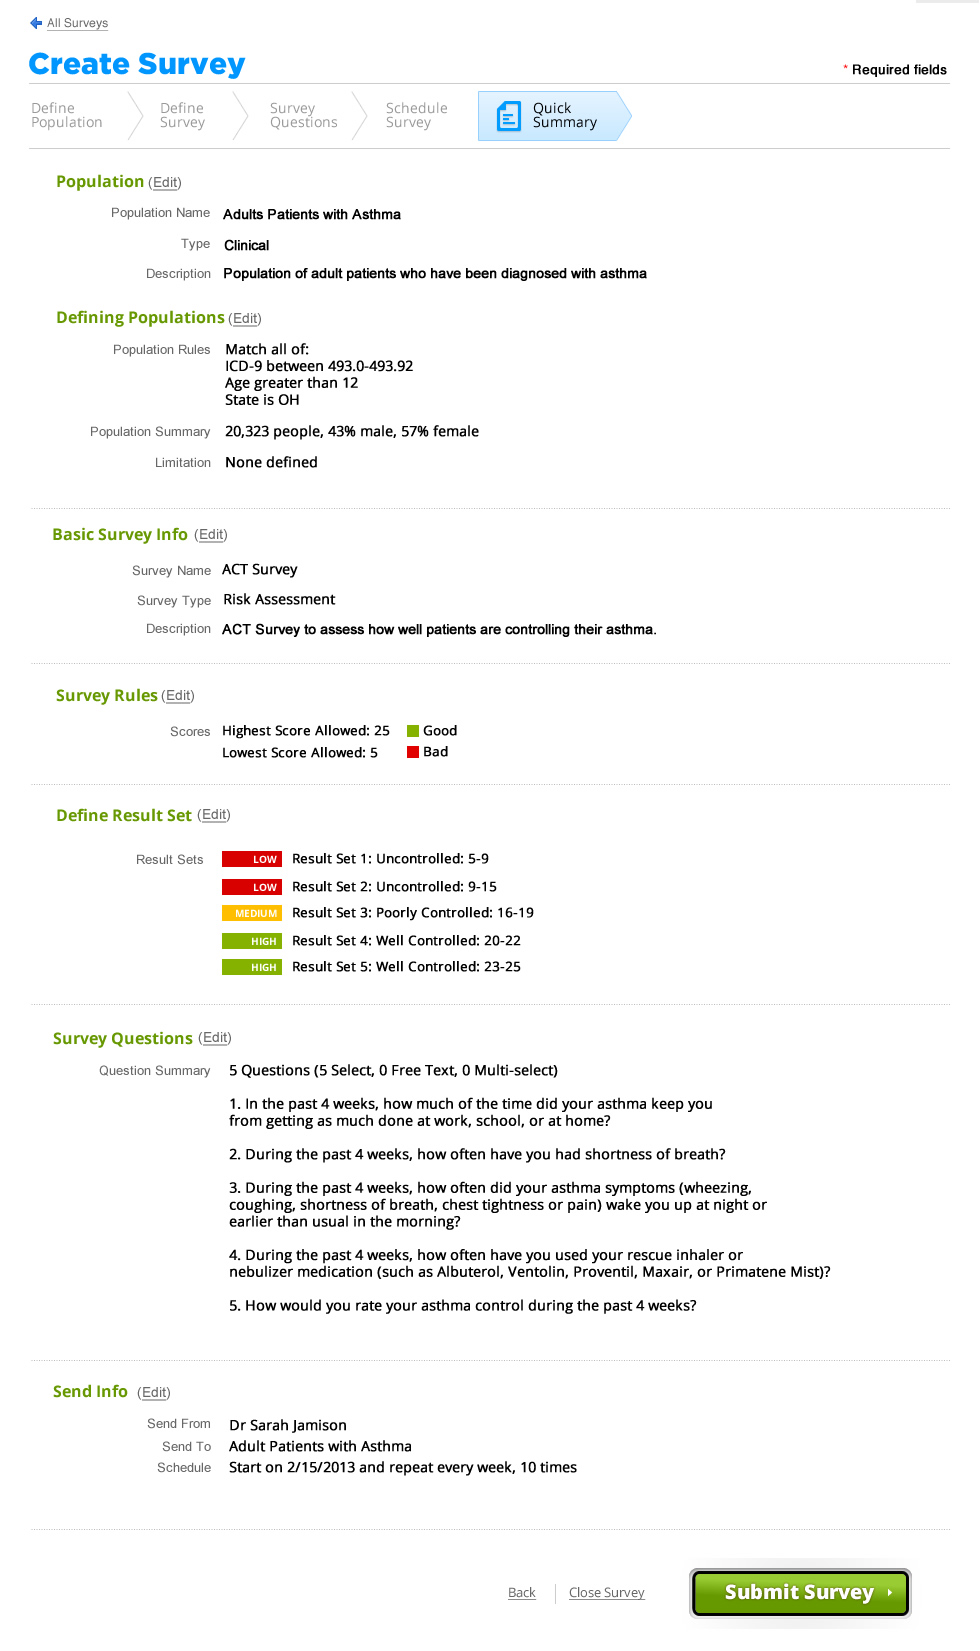 All Surveys
Create Survey
* Required fields
Define Population
Define Survey
Survey Questions
Schedule Survey
Quick Summary
Population (Edit)
Population Name Adults Patients with Asthma
Type Clinical
Description Population of adult patients who have been diagnosed with asthma
Defining Populations (Edit)
Population Rules Match all of:
ICD-9 between 493.0-493.92
Age greater than 12
State is OH
Population Summary 20,323 people, 43% male, 57% female
Limitation None defined
Basic Survey Info (Edit)
Survey Name ACT Survey
Survey Type Risk Assessment
Description ACT Survey to assess how well patients are controlling their asthma.
Survey Rules (Edit)
Scores Highest Score Allowed: 25 Good
Lowest Score Allowed: 5 Bad
Define Result Set (Edit)
Result Sets LOW Result Set 1: Uncontrolled: 5-9
LOW Result Set 2: Uncontrolled: 9-15
MEDIUM Result Set 3: Poorly Controlled: 16-19
HIGH Result Set 4: Well Controlled: 20-22
HIGH Result Set 5: Well Controlled: 23-25
Survey Questions (Edit)
Question Summary 5 Questions (5 Select, 0 Free Text, 0 Multi-select)
1. In the past 4 weeks, how much of the time did your asthma keep you
from getting as much done at work, school, or at home?
2. During the past 4 weeks, how often have you had shortness of breath?
3. During the past 4 weeks, how often did your asthma symptoms (wheezing,
coughing, shortness of breath, chest tightness or pain) wake you up at night or
earlier than usual in the morning?
4. During the past 4 weeks, how often have you used your rescue inhaler or
nebulizer medication (such as Albuterol, Ventolin, Proventil, Maxair, or Primatene Mist)?
5. How would you rate your asthma control during the past 4 weeks?
Send Info (Edit)
Send From Dr Sarah Jamison
Send To Adult Patients with Asthma
Schedule Start on 2/15/2013 and repeat every week, 10 times
Back
Close Survey
Submit Survey